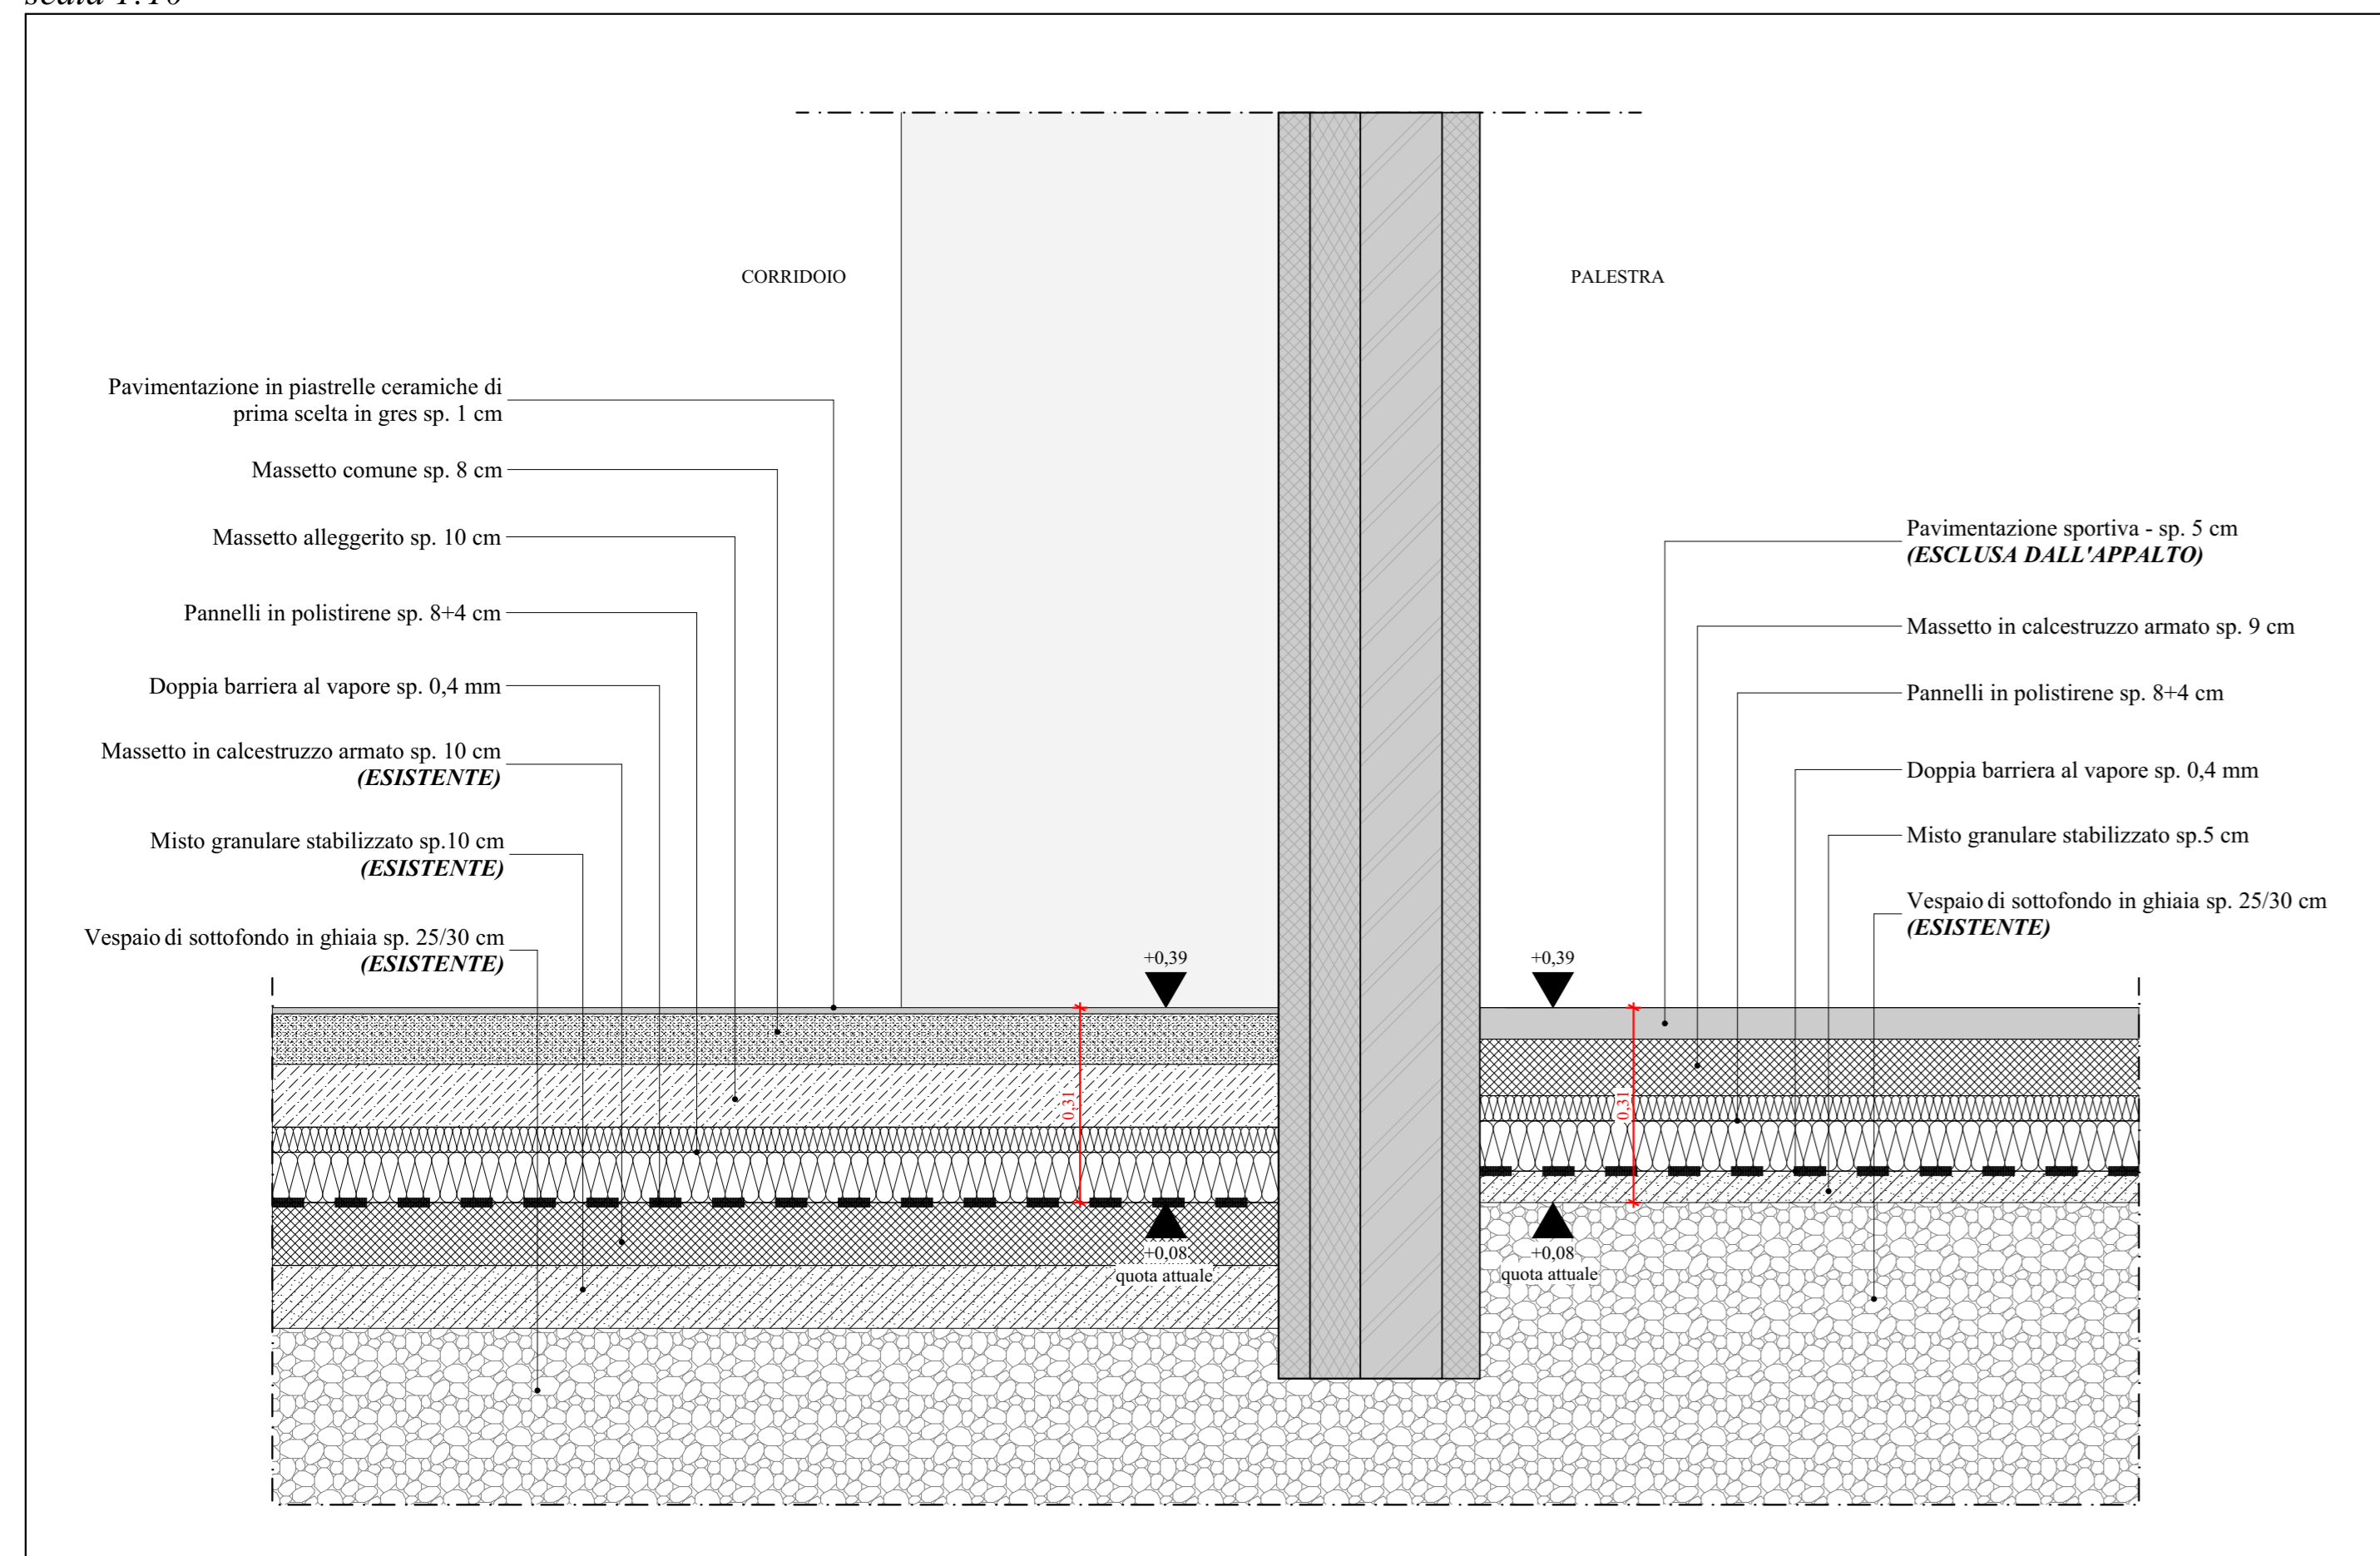 scala 1:10
CORRIDOIO
PALESTRA
Pavimentazione in piastrelle ceramiche di
prima scelta in gres sp. 1 cm
Massetto comune sp. 8 cm
Massetto alleggerito sp. 10 cm
Pannelli in polistirene sp. 8+4 cm
Doppia barriera al vapore sp. 0,4 mm
Massetto in calcestruzzo armato sp. 10 cm
(ESISTENTE)
Misto granulare stabilizzato sp.10 cm
(ESISTENTE)
Vespaio di sottofondo in ghiaia sp. 25/30 cm
(ESISTENTE)
Pavimentazione sportiva - sp. 5 cm
(ESCLUSA DALL'APPALTO)
Massetto in calcestruzzo armato sp. 9 cm
Pannelli in polistirene sp. 8+4 cm
Doppia barriera al vapore sp. 0,4 mm
Misto granulare stabilizzato sp.5 cm
Vespaio di sottofondo in ghiaia sp. 25/30 cm
(ESISTENTE)
+0,39
+0,39
0,31
0,31
+0,08
quota attuale
+0,08
quota attuale